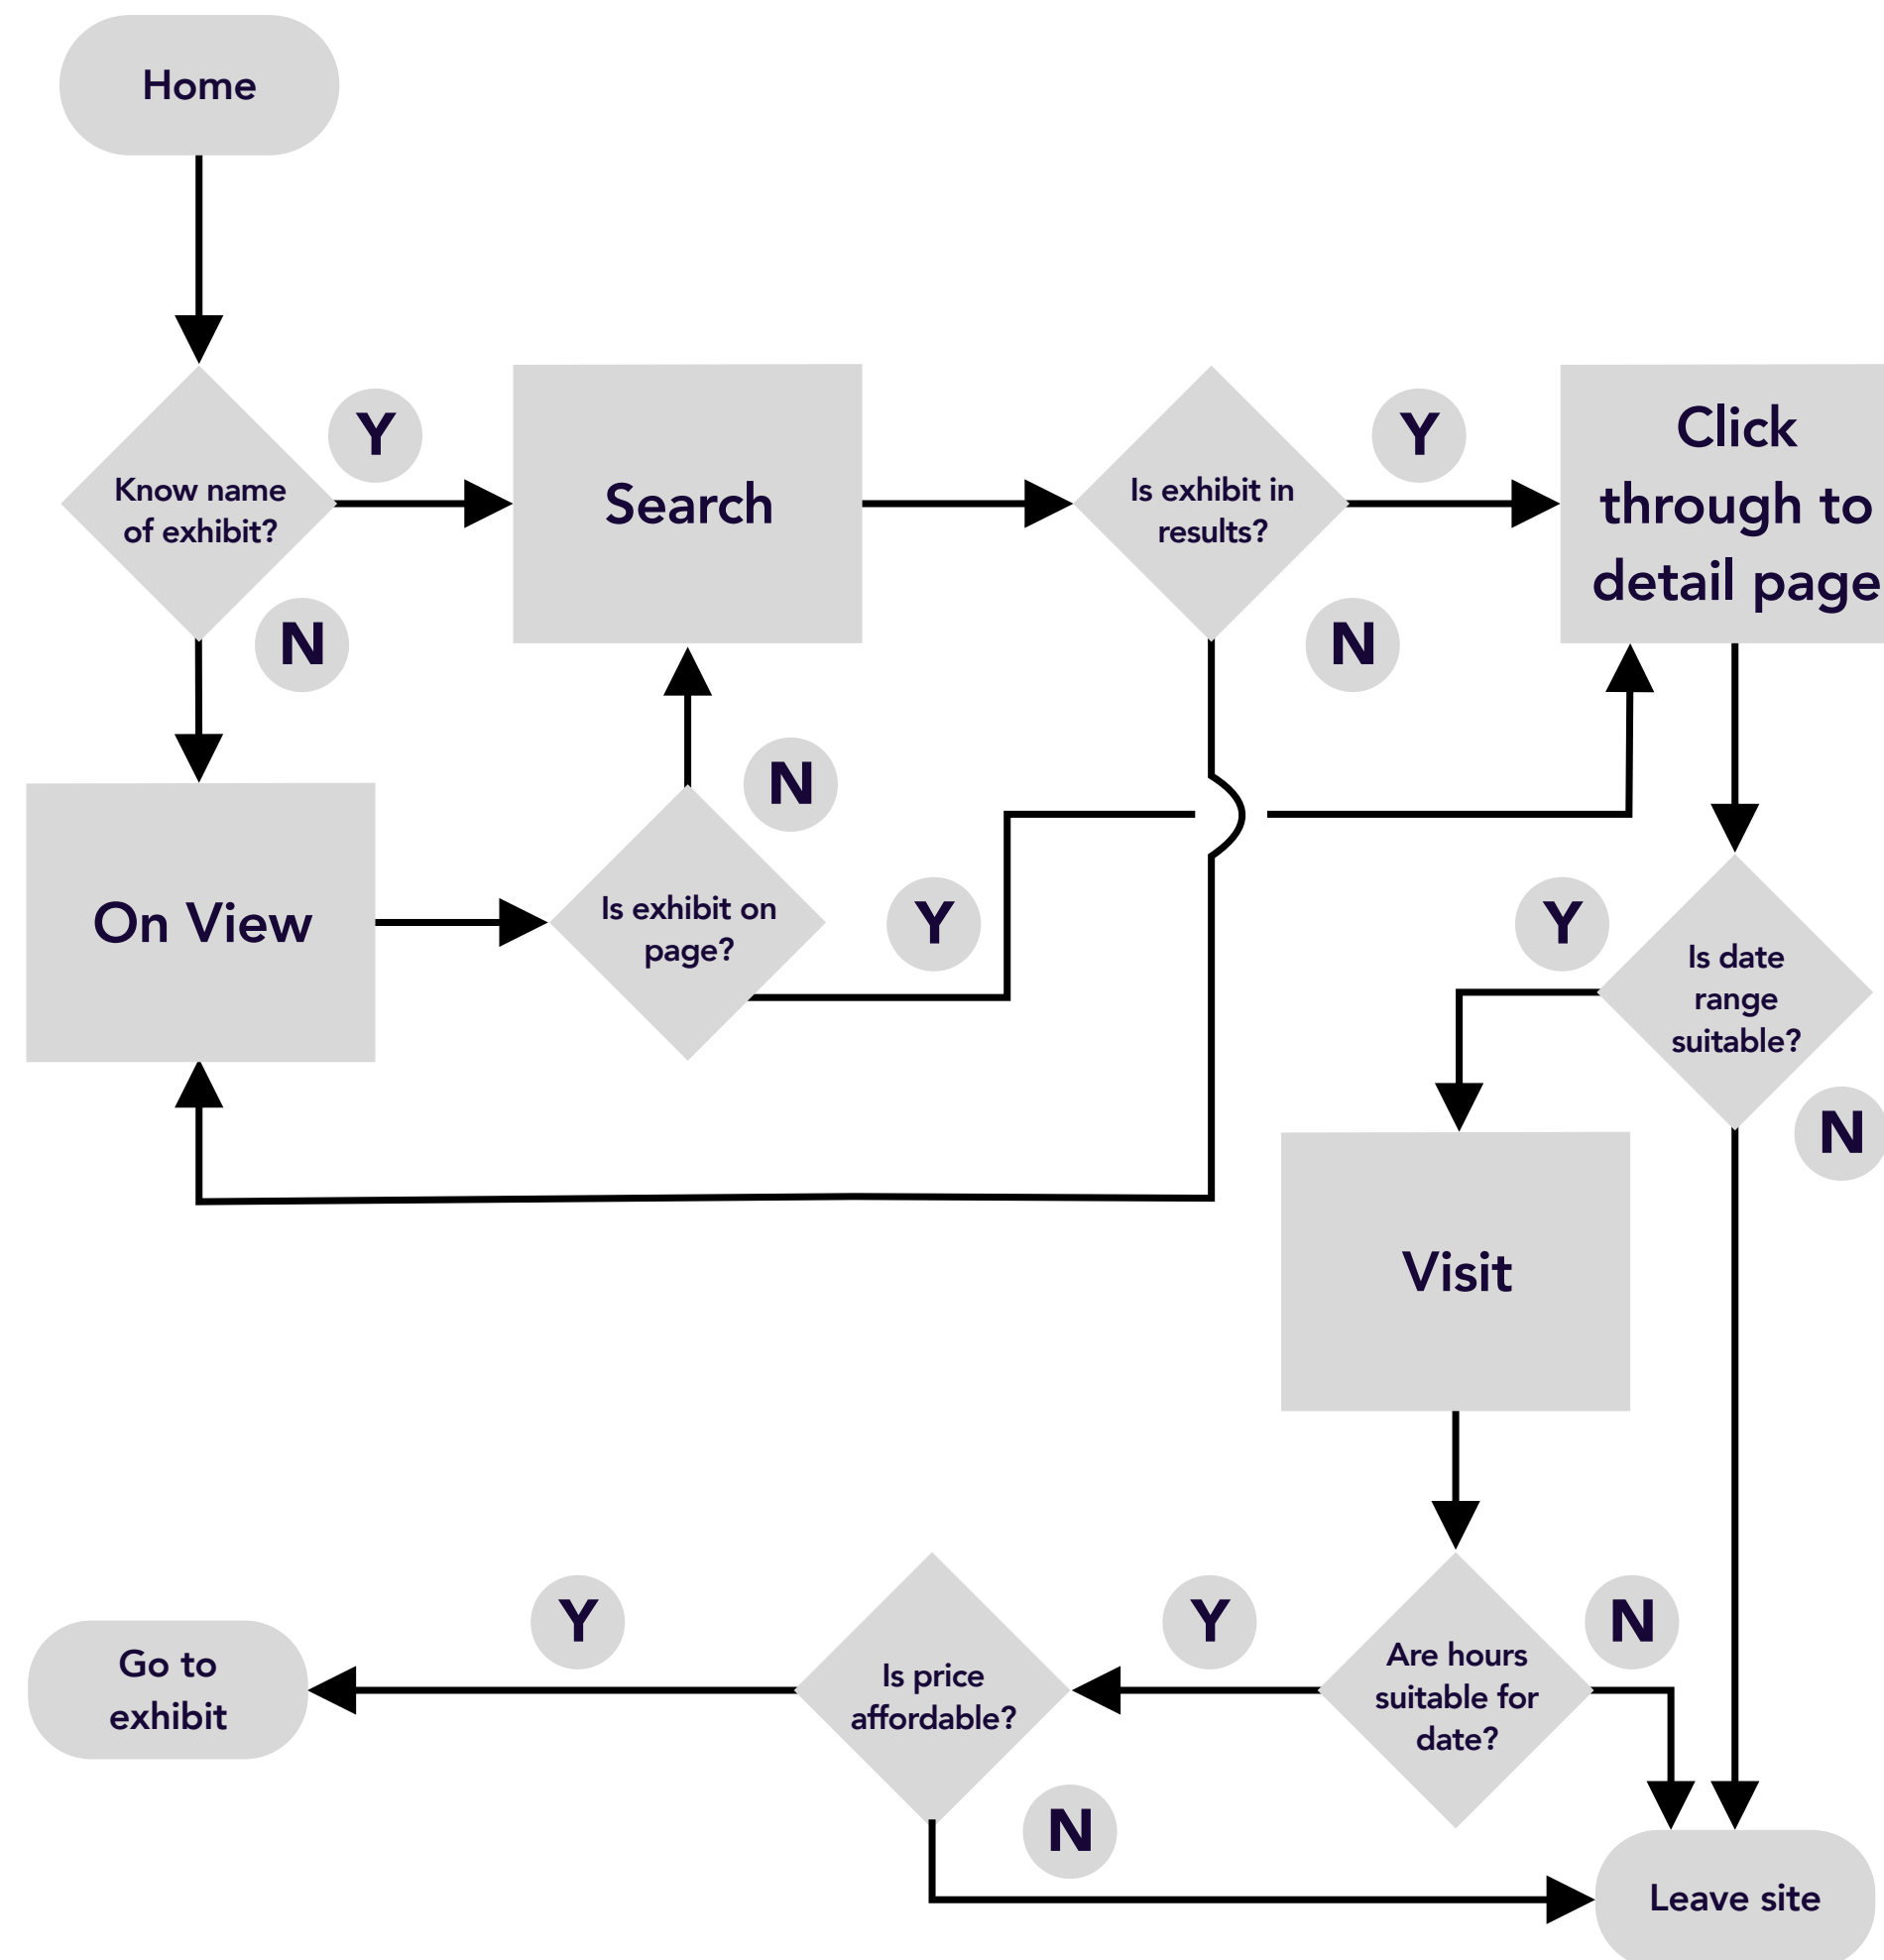 Home
Know name
of exhibit?
Y
Search
Is exhibit in
results?
Y
Click
through to
detail page
N
N
N
On View
Is exhibit on
page?
Y
Y
Is date
range
suitable?
N
Visit
Go to
exhibit
Y
Is price
affordable?
Y
Are hours
suitable for
date?
N
N
Leave site